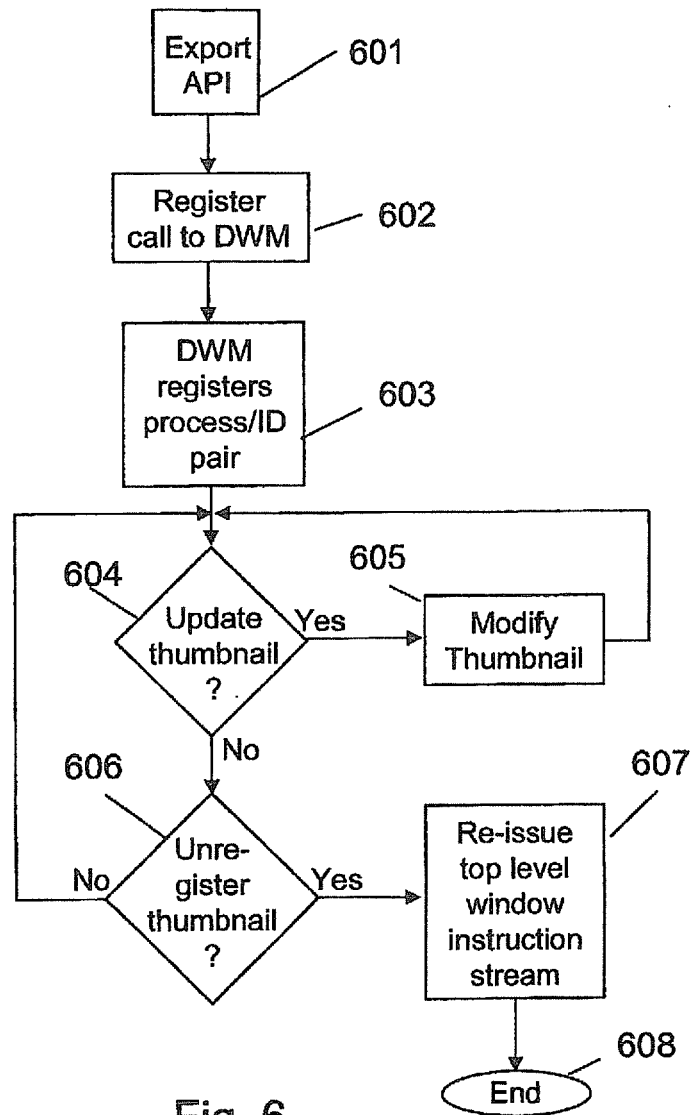 Export
API
601
Register
call to DWM
602
DWM
registers
process/ID
pair
603
604
Update
thumbnail
?
Yes
605
Modify
Thumbnail
No
606
Unre-
gister
thumbnail
?
No
Yes
607
Re-issue
top level
window
instruction
stream
608
End
Fig. 6